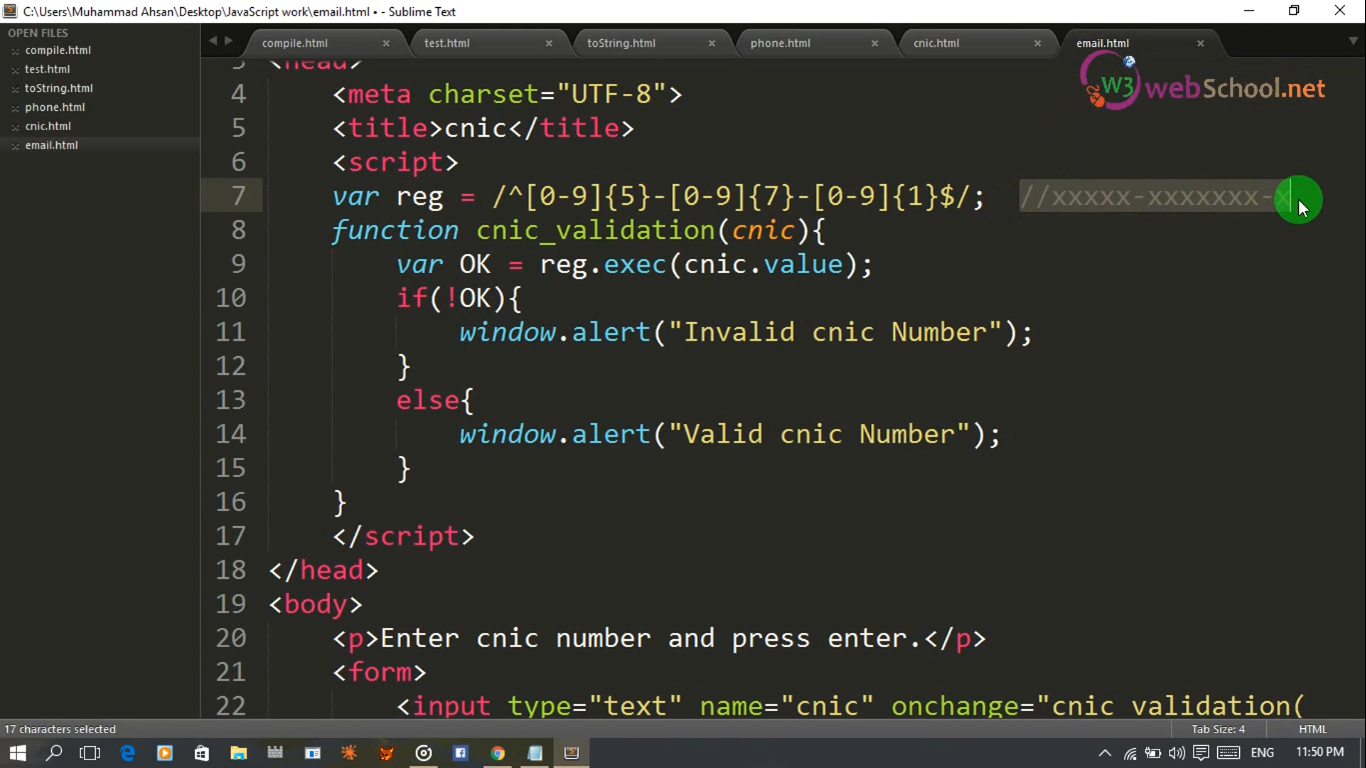 C:\Users\Muhammad Ahsan\Desktop\JavaScript work\email.html • - Sublime Text
OPEN FILES
compile.html
test.html
toString.html
phone.html
cnic.html
email.html
compile.html test.html toString.html phone.html cnic.html email.html
W3 webSchool.net
3 <head>
4 <meta charset="UTF-8">
5 <title>cnic</title>
6 <script>
7 var reg = /^[0-9]{5}-[0-9]{7}-[0-9]{1}$/; //xxxxx-xxxxxxx-x
8 function cnic_validation(cnic){
9 var OK = reg.exec(cnic.value);
10 if(!OK){
11 window.alert("Invalid cnic Number");
12 }
13 else{
14 window.alert("Valid cnic Number");
15 }
16 }
17 </script>
18 </head>
19 <body>
20 <p>Enter cnic number and press enter.</p>
21 <form>
22 <input type="text" name="cnic" onchange="cnic_validation(
17 characters selected
Tab Size: 4 HTML
ENG 11:50 PM